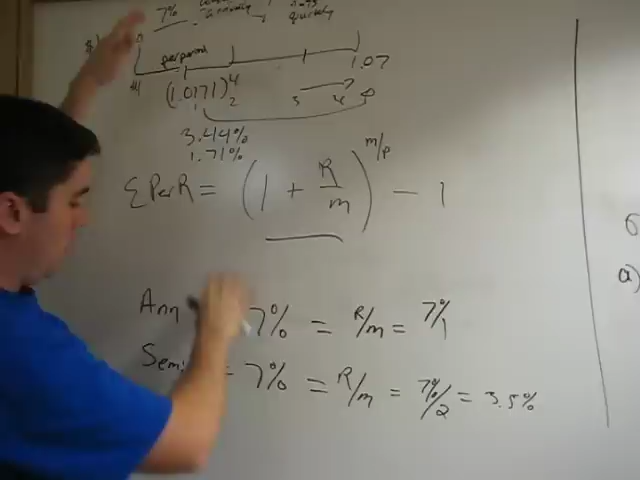 7%
quickly
per period
1.07
$1 (1.0171)^4
1 2 3 4
3.44%
1.71%
EPerR = (1 + R/m)^m/p - 1
Ann 7% = R/m = 7%/1
Semi = 7% = R/m = 7%/2 = 3.5%
a)